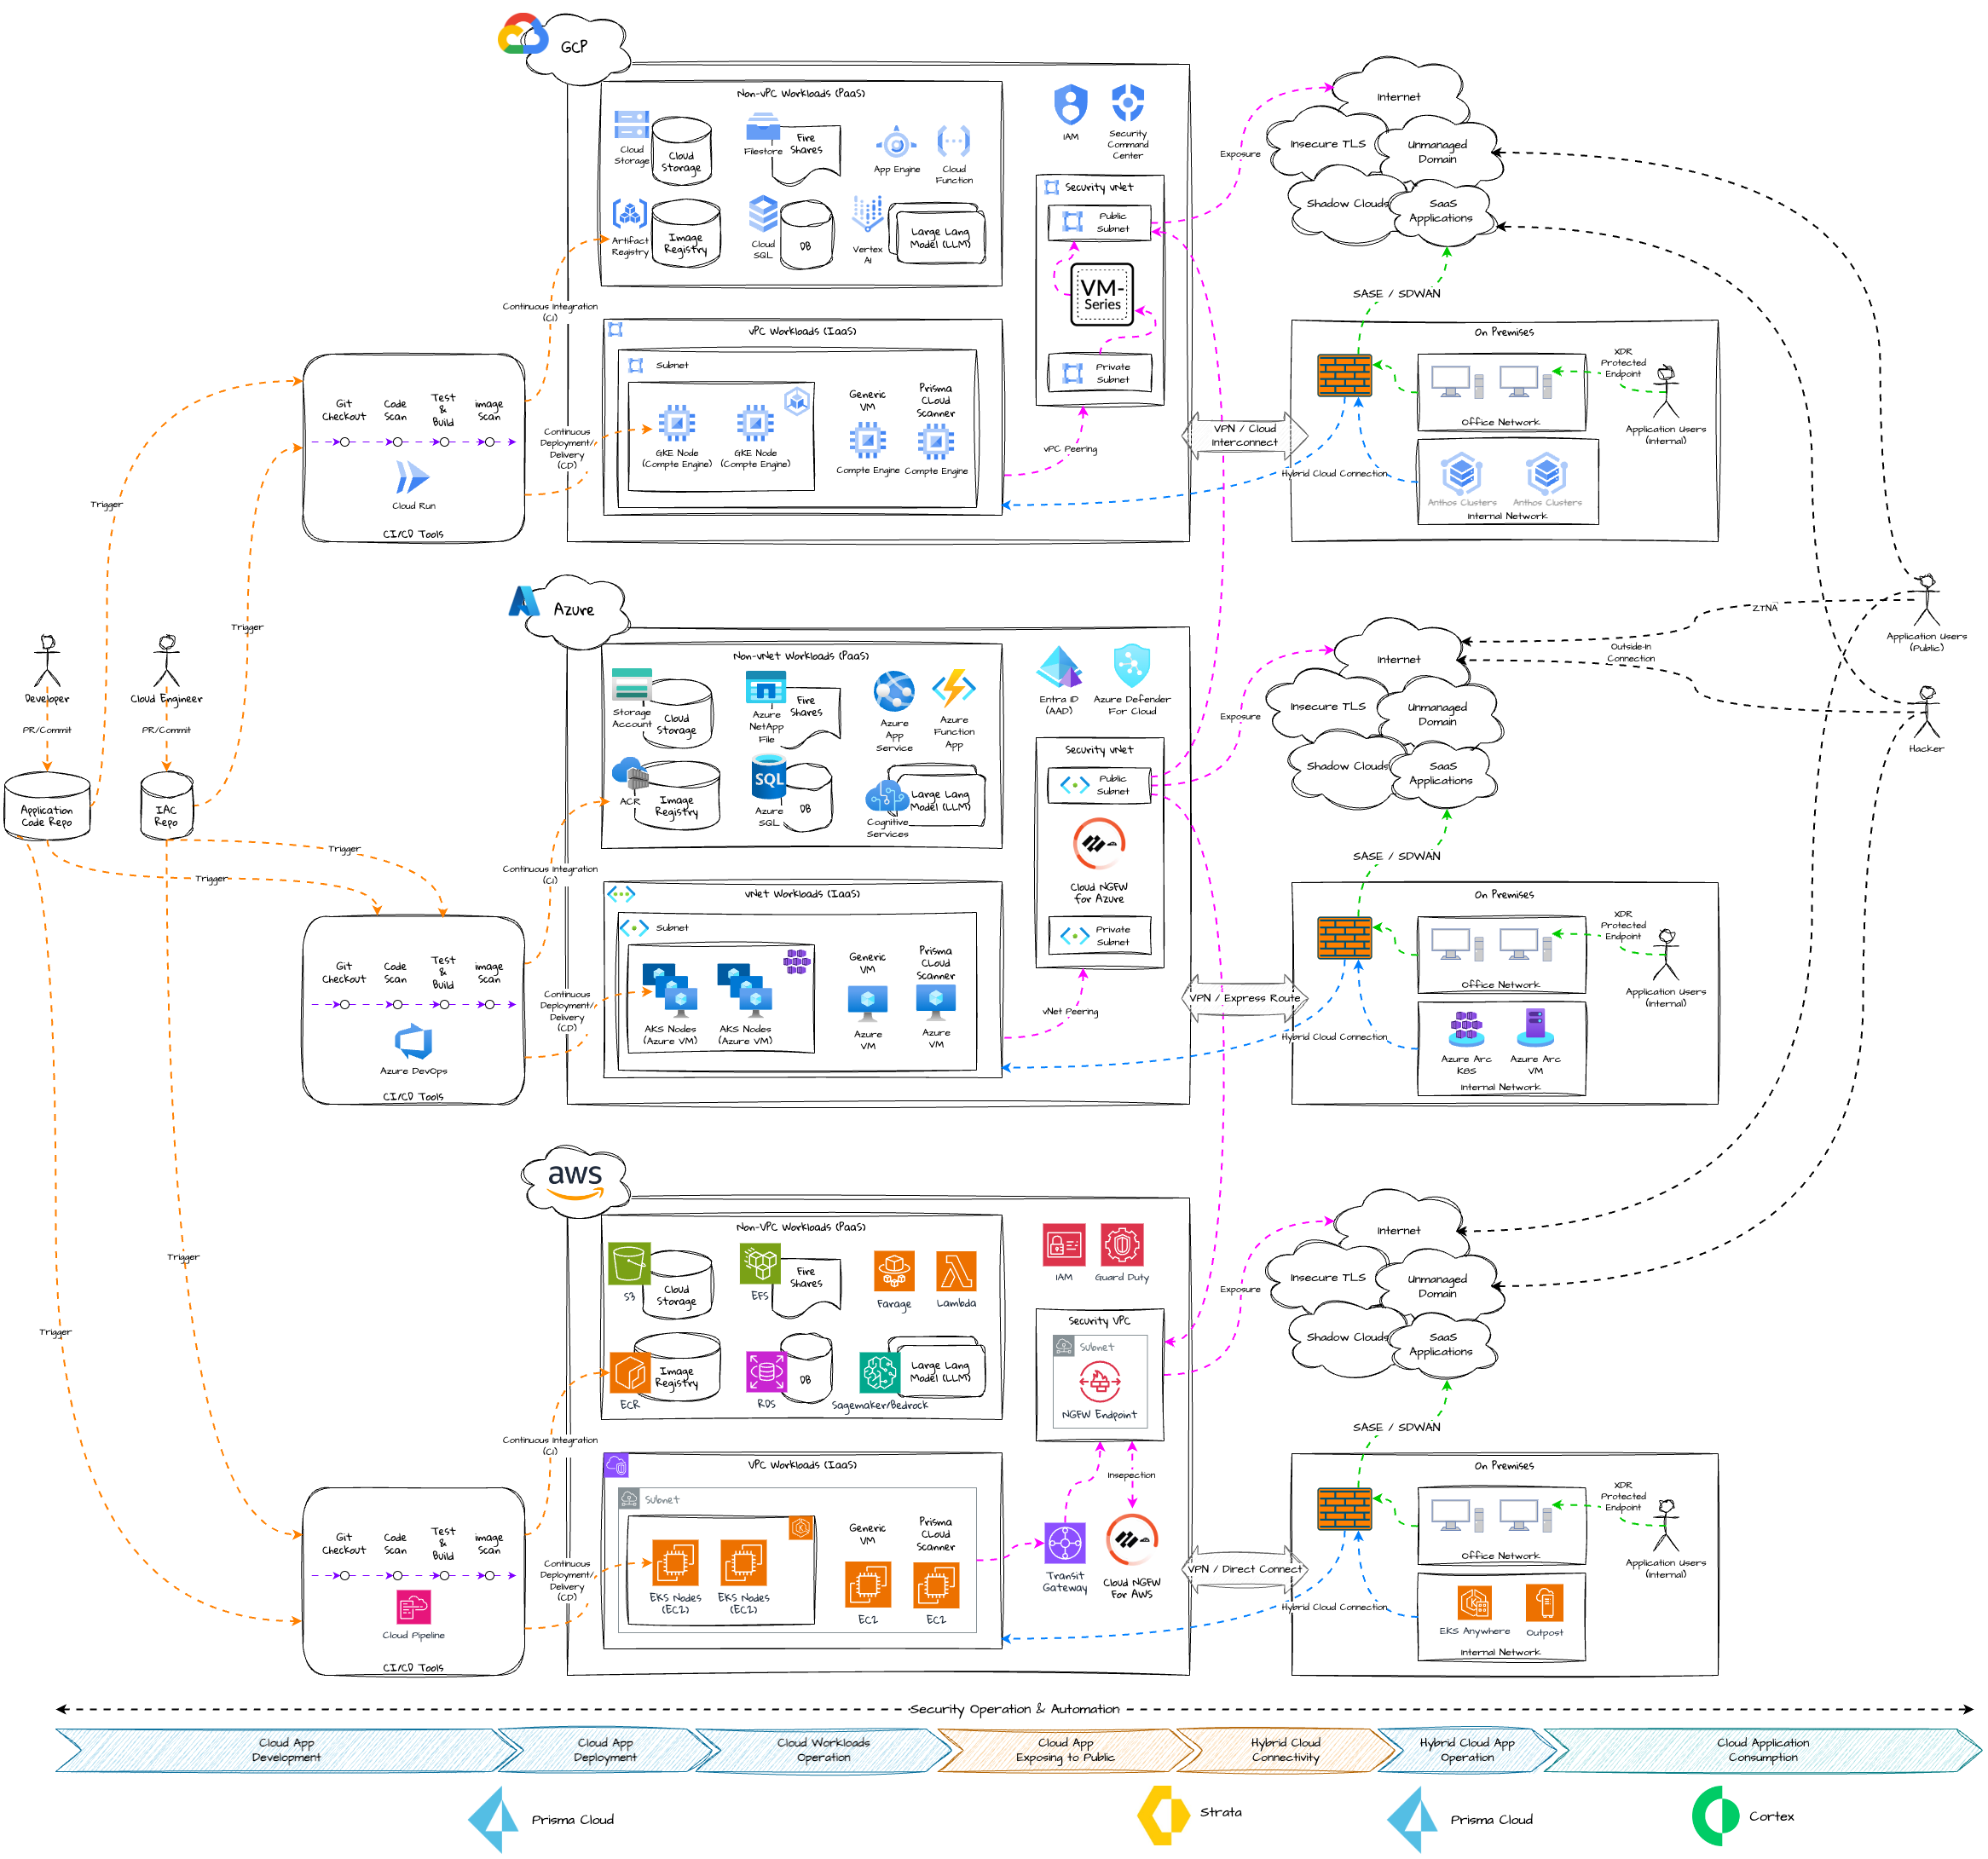 GCP
Non-vPC Workloads (PaaS)
Cloud
Storage
Cloud
Storage
Filestore
Fire
Shares
App Engine
Cloud
Function
Artifact
Registry
Image
Registry
Cloud
SQL
DB
Vertex
AI
Large Lang
Model (LLM)
IAM
Security
Command
Center
Security vNet
Public
Subnet
VM-
Series
Private
Subnet
vPC Workloads (IaaS)
Subnet
GKE Node
(Compte Engine)
GKE Node
(Compte Engine)
Generic
VM
Compte Engine
Prisma
CLoud
Scanner
Compte Engine
vPC Peering
Exposure
Internet
Insecure TLS
Unmanaged
Domain
Shadow Clouds
SaaS
Applications
SASE / SDWAN
On Premises
XDR
Protected
Endpoint
Office Network
Application Users
(Internal)
VPN / Cloud
Interconnect
Hybrid Cloud Connection
Anthos Clusters
Anthos Clusters
Internal Network
Continuous Integration
(CI)
Continuous
Deployment/
Delivery
(CD)
Git
Checkout
Code
Scan
Test
&
Build
image
Scan
Cloud Run
CI/CD Tools
Trigger
Trigger
Developer
Cloud Engineer
PR/Commit
PR/Commit
Application
Code Repo
IAC
Repo
Trigger
Trigger
Trigger
Trigger
Azure
Non-vNet Workloads (PaaS)
Storage
Account
Cloud
Storage
Azure
NetApp
File
Fire
Shares
Azure
App
Service
Azure
Function
App
ACR
Image
Registry
SQL
Azure
SQL
DB
Cognitive
Services
Large Lang
Model (LLM)
Entra ID
(AAD)
Azure Defender
For Cloud
Security vNet
Public
Subnet
Cloud NGFW
for Azure
Private
Subnet
vNet Workloads (IaaS)
Subnet
AKS Nodes
(Azure VM)
AKS Nodes
(Azure VM)
Generic
VM
Azure
VM
Prisma
CLoud
Scanner
Azure
VM
vNet Peering
Exposure
Internet
Insecure TLS
Unmanaged
Domain
Shadow Clouds
SaaS
Applications
SASE / SDWAN
On Premises
XDR
Protected
Endpoint
Office Network
Application Users
(Internal)
VPN / Express Route
Hybrid Cloud Connection
Azure Arc
K8S
Azure Arc
VM
Internal Network
Continuous Integration
(CI)
Continuous
Deployment/
Delivery
(CD)
Git
Checkout
Code
Scan
Test
&
Build
image
Scan
Azure DevOps
CI/CD Tools
ZTNA
Outside-In
Connection
Application Users
(Public)
Hacker
aws
Non-VPC Workloads (PaaS)
S3
Cloud
Storage
EFS
Fire
Shares
Farage
Lambda
ECR
Image
Registry
RDS
DB
Sagemaker/Bedrock
Large Lang
Model (LLM)
IAM
Guard Duty
Security VPC
Subnet
NGFW Endpoint
Insepection
Transit
Gateway
Cloud NGFW
For AWS
VPC Workloads (IaaS)
Subnet
EKS Nodes
(EC2)
EKS Nodes
(EC2)
Generic
VM
EC2
Prisma
CLoud
Scanner
EC2
Exposure
Internet
Insecure TLS
Unmanaged
Domain
Shadow Clouds
SaaS
Applications
SASE / SDWAN
On Premises
XDR
Protected
Endpoint
Office Network
Application Users
(Internal)
VPN / Direct Connect
Hybrid Cloud Connection
EKS Anywhere
Outpost
Internal Network
Continuous Integration
(CI)
Continuous
Deployment/
Delivery
(CD)
Git
Checkout
Code
Scan
Test
&
Build
image
Scan
Cloud Pipeline
CI/CD Tools
Security Operation & Automation
Cloud App
Development
Cloud App
Deployment
Cloud Workloads
Operation
Cloud App
Exposing to Public
Hybrid Cloud
Connectivity
Hybrid Cloud App
Operation
Cloud Application
Consumption
Prisma Cloud
Strata
Prisma Cloud
Cortex